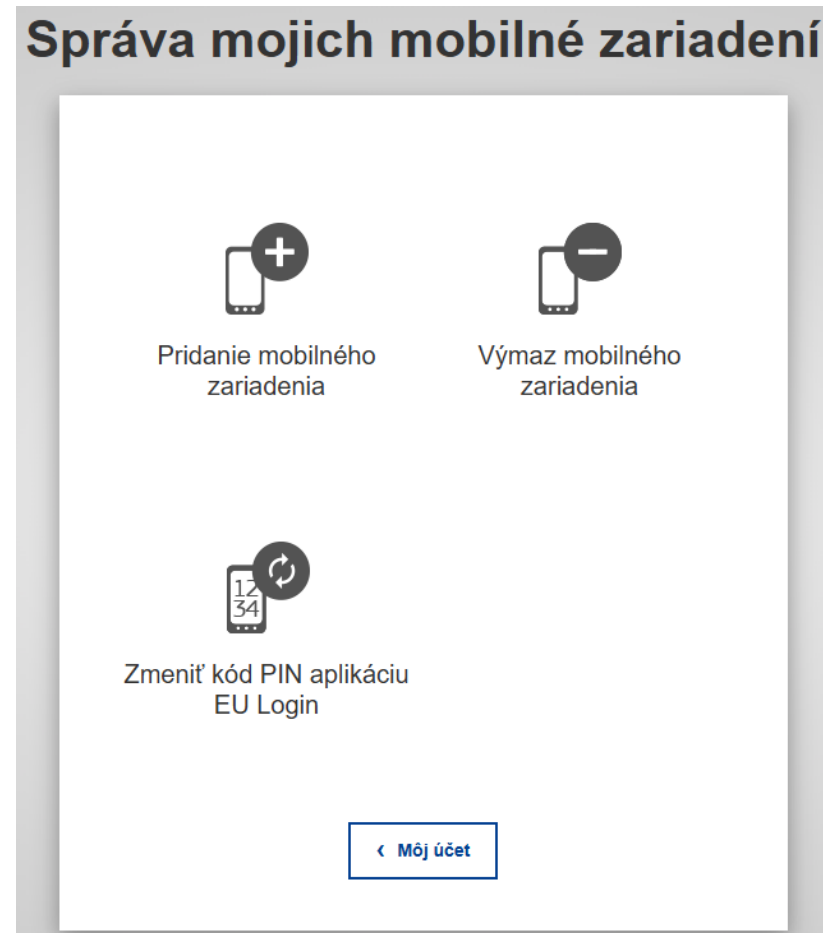 Správa mojich mobilné zariadení
Pridanie mobilného
zariadenia
Výmaz mobilného
zariadenia
12
34
Zmeniť kód PIN aplikáciu
EU Login
‹ Môj účet